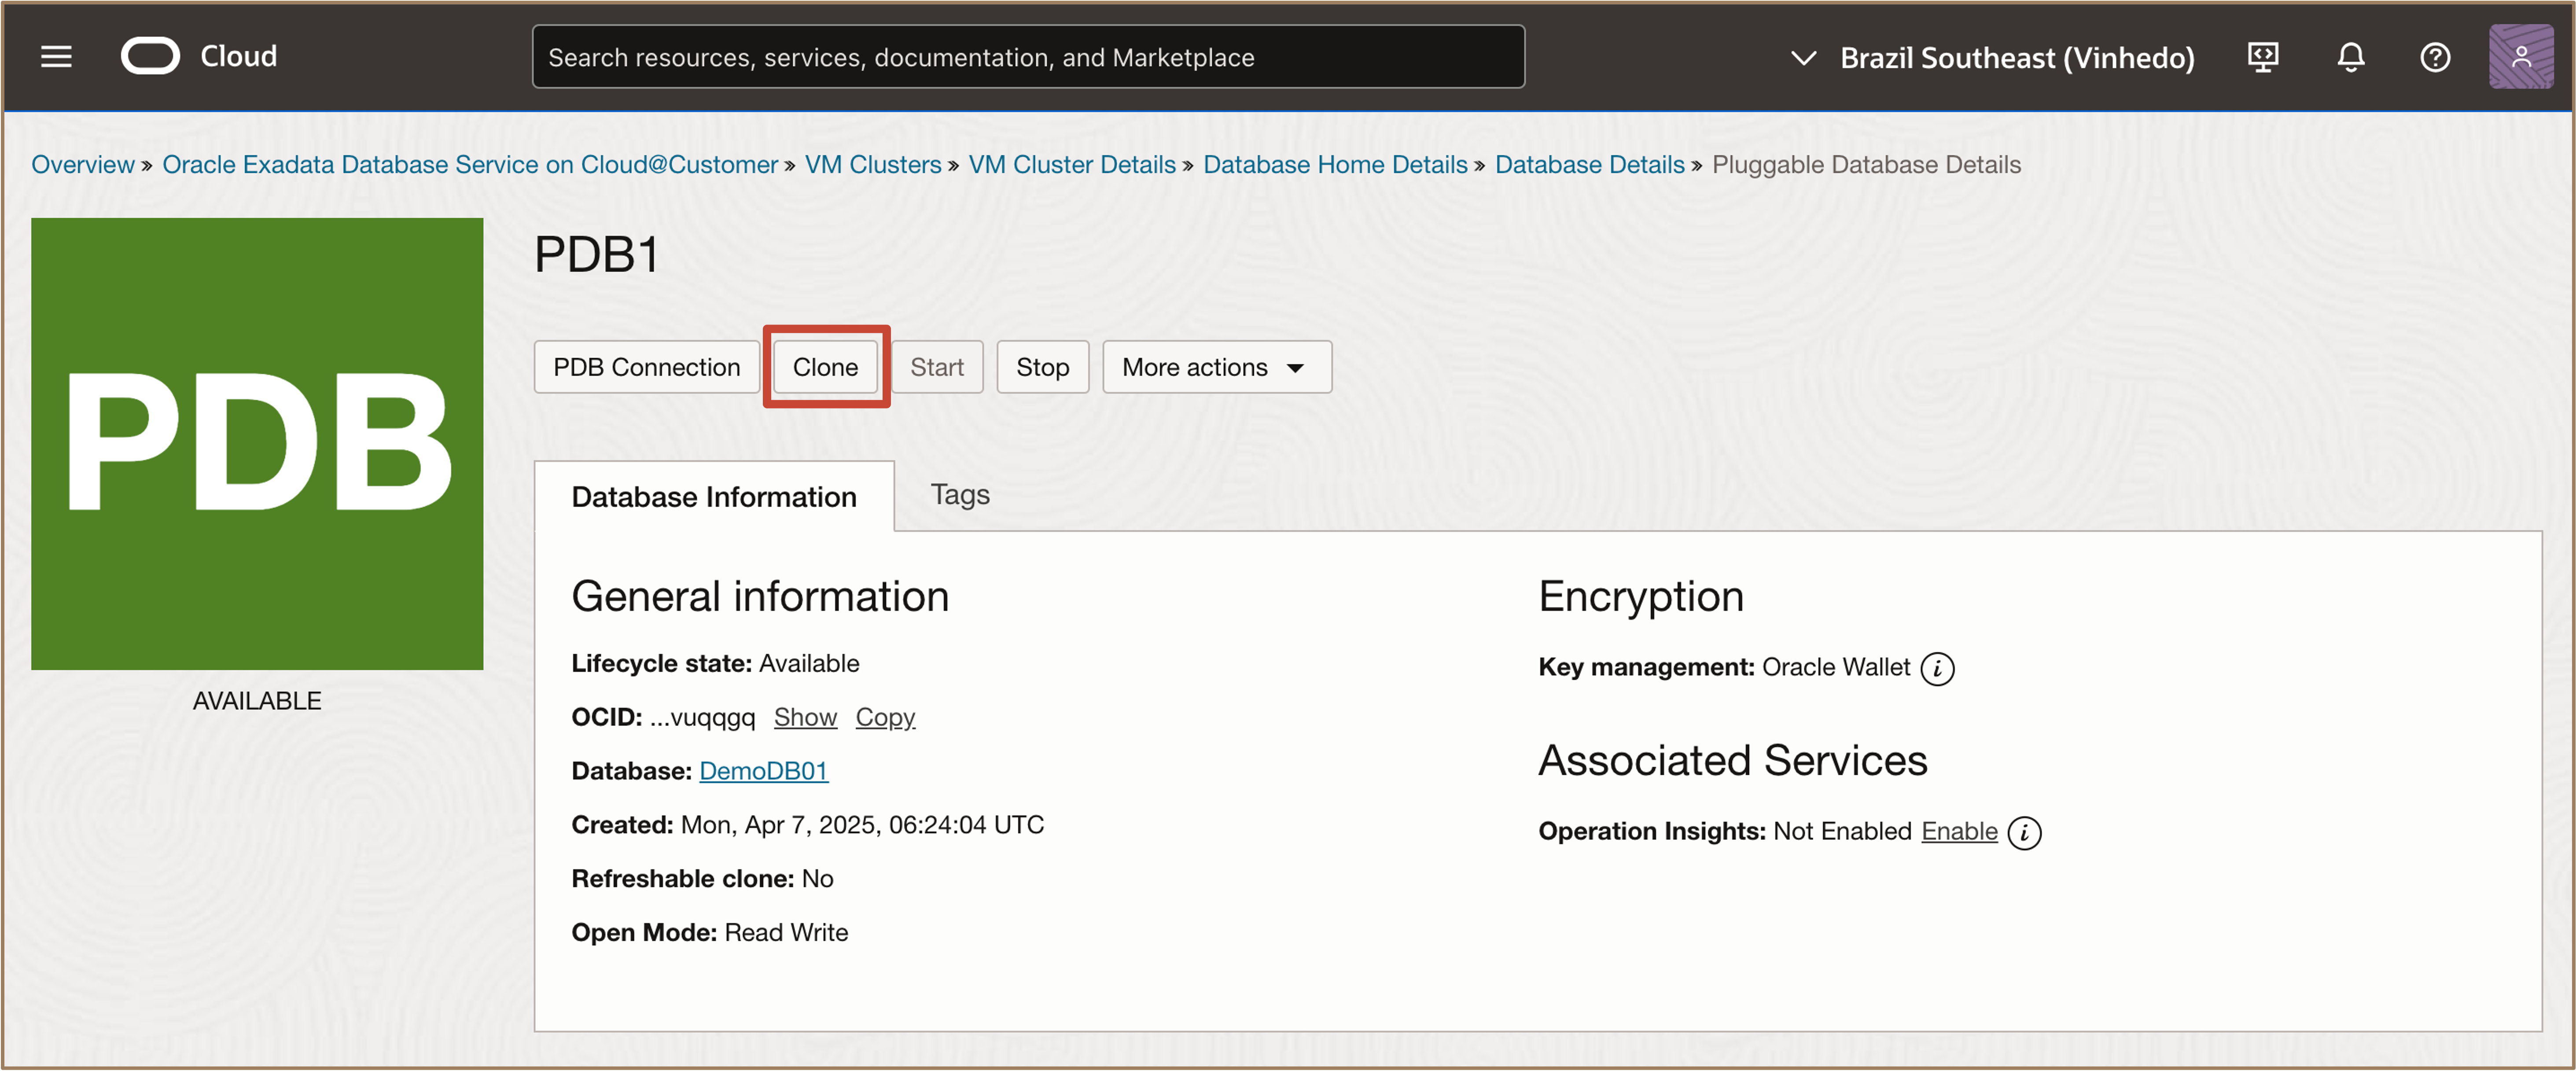 Cloud
Search resources, services, documentation, and Marketplace
Brazil Southeast (Vinhedo)
Overview » Oracle Exadata Database Service on Cloud@Customer » VM Clusters » VM Cluster Details » Database Home Details » Database Details » Pluggable Database Details
PDB
AVAILABLE
PDB1
PDB Connection Clone Start Stop More actions
Database Information Tags
General information
Lifecycle state: Available
OCID: ...vuqqgq Show Copy
Database: DemoDB01
Created: Mon, Apr 7, 2025, 06:24:04 UTC
Refreshable clone: No
Open Mode: Read Write
Encryption
Key management: Oracle Wallet i
Associated Services
Operation Insights: Not Enabled Enable i